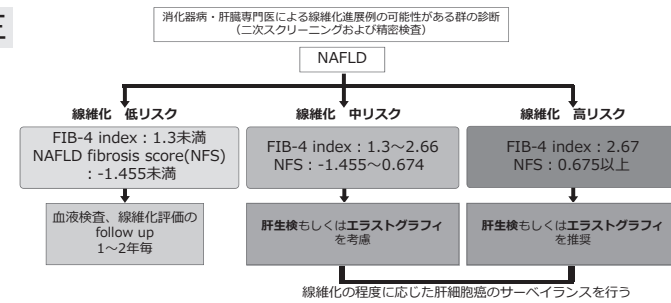 消化器病・肝臓専門医による線維化進展例の可能性がある群の診断
（二次スクリーニングおよび精密検査）
NAFLD
線維化　低リスク
線維化　中リスク
線維化　高リスク
FIB-4 index：1.3未満
NAFLD fibrosis score(NFS)
：-1.455未満
FIB-4 index：1.3～2.66
NFS：-1.455～0.674
FIB-4 index：2.67
NFS：0.675以上
血液検査、線維化評価の
follow up
1～2年毎
肝生検もしくはエラストグラフィ
を考慮
肝生検もしくはエラストグラフィ
を推奨
線維化の程度に応じた肝細胞癌のサーベイランスを行う